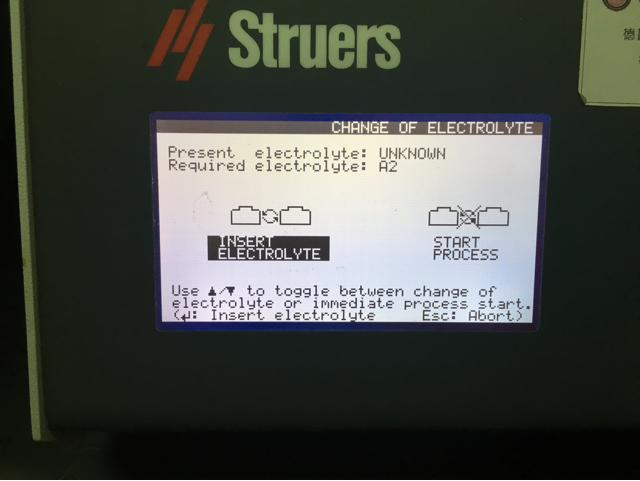 Struers
CHANGE OF ELECTROLYTE
Present electrolyte: UNKNOWN
Required electrolyte: A2
INSERT
ELECTROLYTE
START
PROCESS
Use ▲/▼ to toggle between change of
electrolyte or immediate process start.
(↲: Insert electrolyte Esc: Abort)